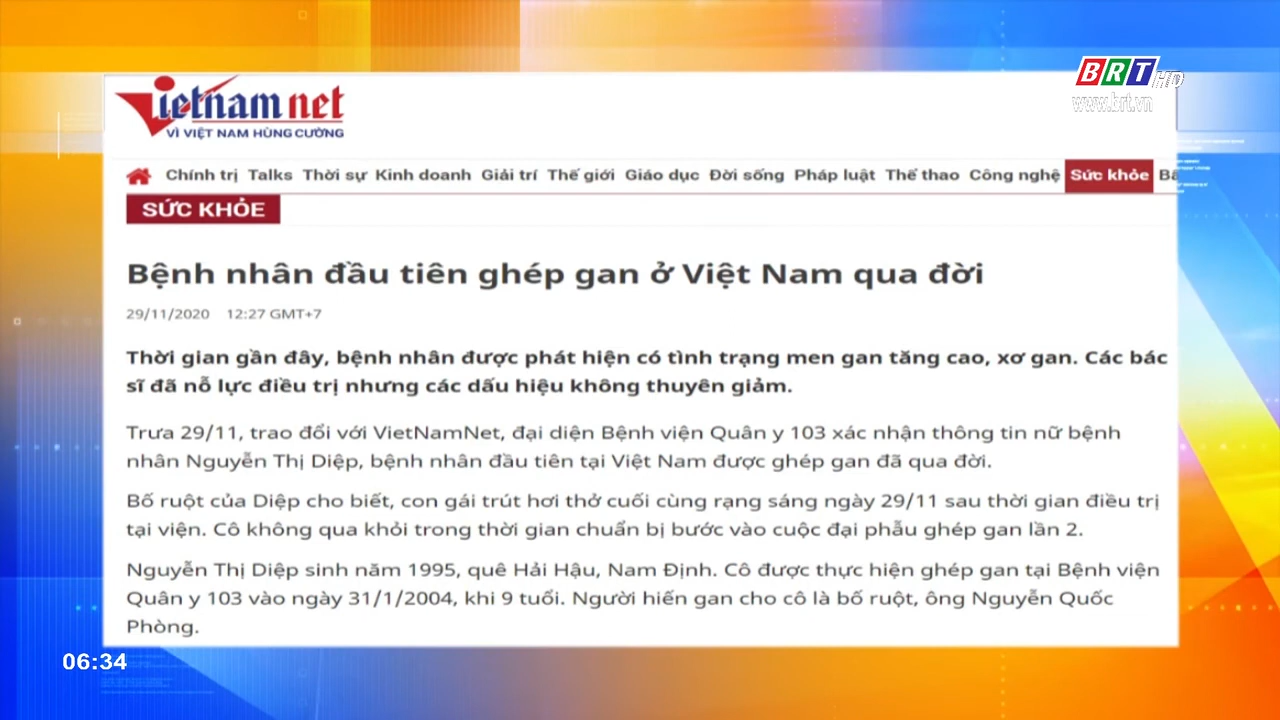 BRT HD
www.brt.vn
Vietnam net
VÌ VIỆT NAM HÙNG CƯỜNG
Chính trị Talks Thời sự Kinh doanh Giải trí Thế giới Giáo dục Đời sống Pháp luật Thể thao Công nghệ Sức khỏe
SỨC KHỎE
Bệnh nhân đầu tiên ghép gan ở Việt Nam qua đời
29/11/2020 12:27 GMT+7
Thời gian gần đây, bệnh nhân được phát hiện có tình trạng men gan tăng cao, xơ gan. Các bác
sĩ đã nỗ lực điều trị nhưng các dấu hiệu không thuyên giảm.
Trưa 29/11, trao đổi với VietNamNet, đại diện Bệnh viện Quân y 103 xác nhận thông tin nữ bệnh
nhân Nguyễn Thị Diệp, bệnh nhân đầu tiên tại Việt Nam được ghép gan đã qua đời.
Bố ruột của Diệp cho biết, con gái trút hơi thở cuối cùng rạng sáng ngày 29/11 sau thời gian điều trị
tại viện. Cô không qua khỏi trong thời gian chuẩn bị bước vào cuộc đại phẫu ghép gan lần 2.
Nguyễn Thị Diệp sinh năm 1995, quê Hải Hậu, Nam Định. Cô được thực hiện ghép gan tại Bệnh viện
Quân y 103 vào ngày 31/1/2004, khi 9 tuổi. Người hiến gan cho cô là bố ruột, ông Nguyễn Quốc
Phòng.
06:34